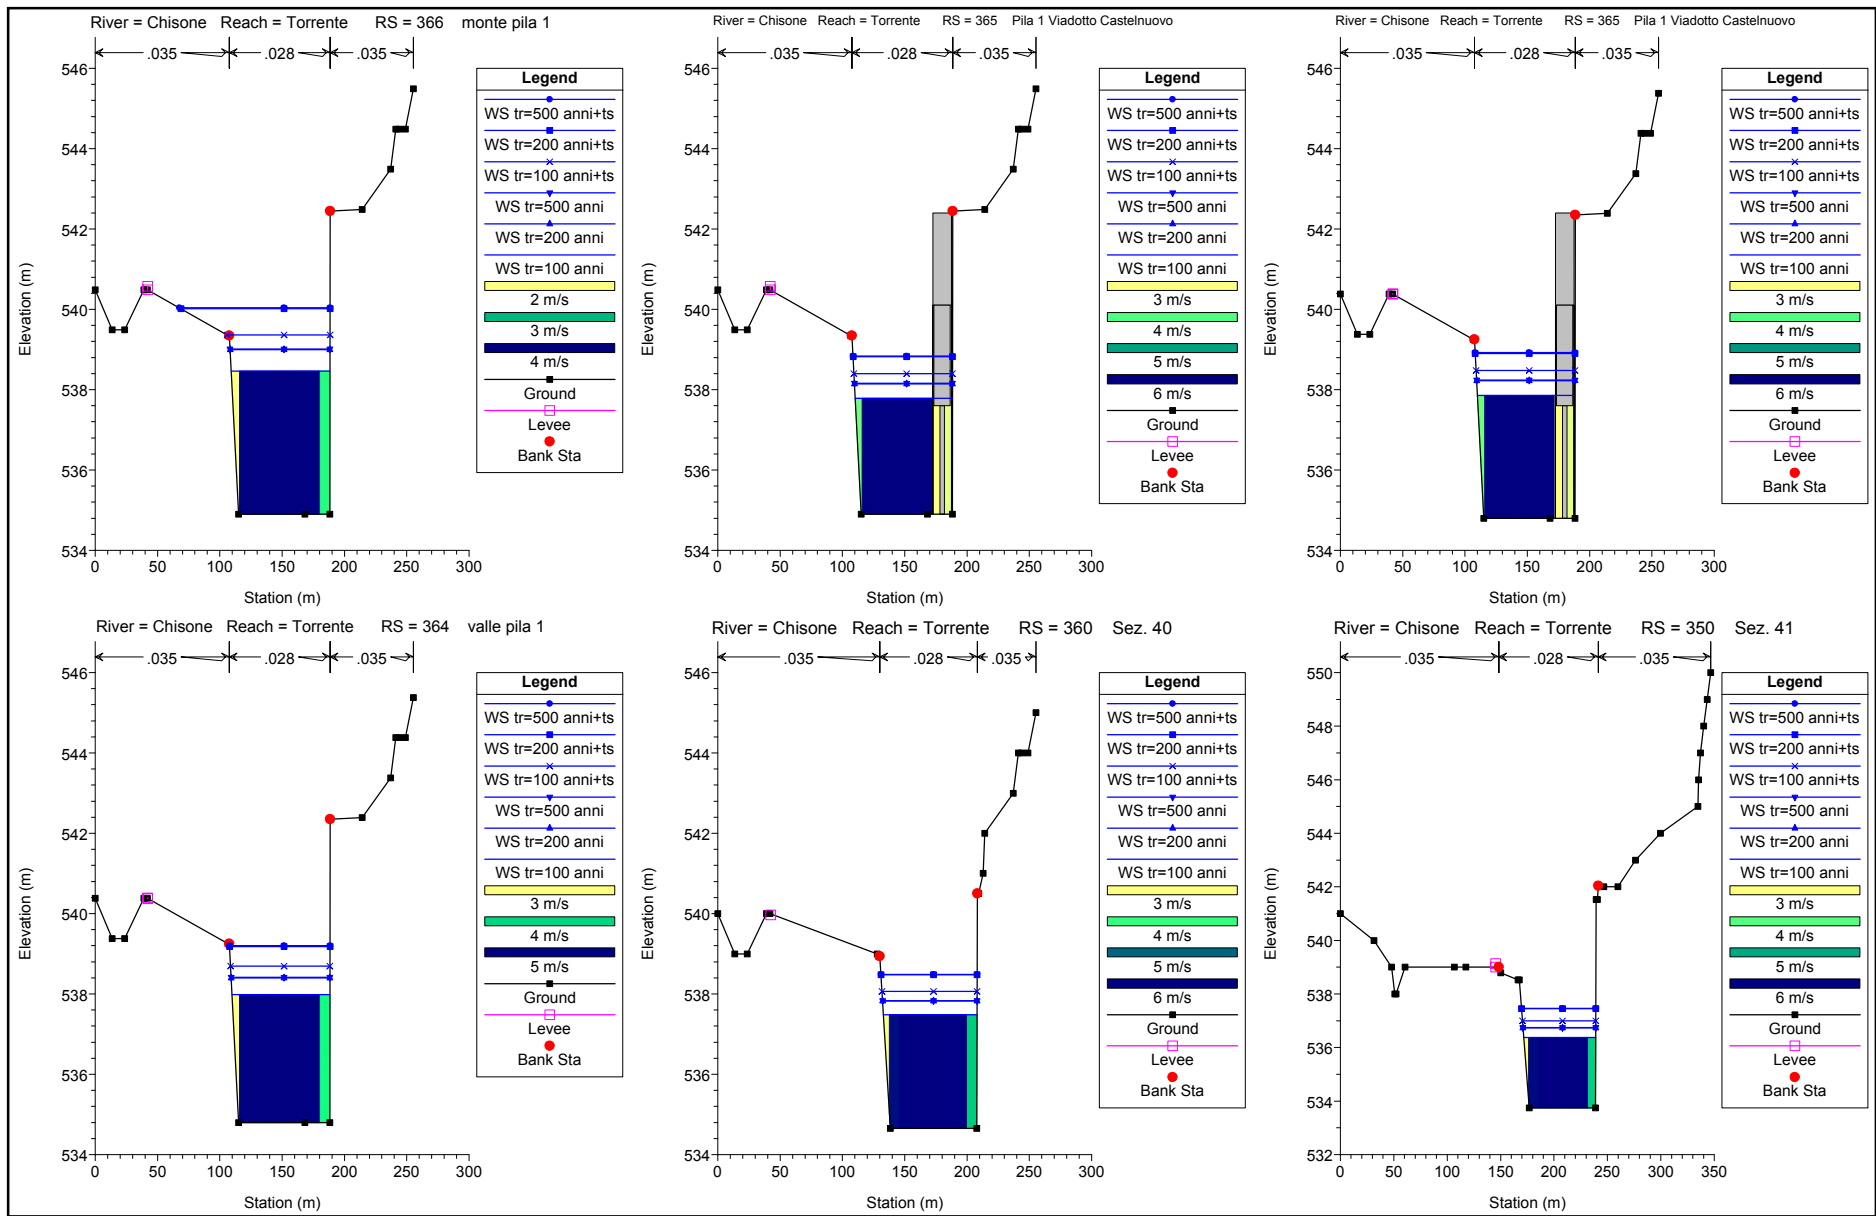 River = Chisone Reach = Torrente RS = 366 monte pila 1
.035 .028 .035
546
544
542
540
538
536
534
0 50 100 150 200 250 300
Elevation (m)
Station (m)
Legend
WS tr=500 anni+ts
WS tr=200 anni+ts
WS tr=100 anni+ts
WS tr=500 anni
WS tr=200 anni
WS tr=100 anni
2 m/s
3 m/s
4 m/s
Ground
Levee
Bank Sta
River = Chisone Reach = Torrente RS = 365 Pila 1 Viadotto Castelnuovo
.035 .028 .035
546
544
542
540
538
536
534
0 50 100 150 200 250 300
Elevation (m)
Station (m)
Legend
WS tr=500 anni+ts
WS tr=200 anni+ts
WS tr=100 anni+ts
WS tr=500 anni
WS tr=200 anni
WS tr=100 anni
3 m/s
4 m/s
5 m/s
6 m/s
Ground
Levee
Bank Sta
River = Chisone Reach = Torrente RS = 365 Pila 1 Viadotto Castelnuovo
.035 .028 .035
546
544
542
540
538
536
534
0 50 100 150 200 250 300
Elevation (m)
Station (m)
Legend
WS tr=500 anni+ts
WS tr=200 anni+ts
WS tr=100 anni+ts
WS tr=500 anni
WS tr=200 anni
WS tr=100 anni
3 m/s
4 m/s
5 m/s
6 m/s
Ground
Levee
Bank Sta
River = Chisone Reach = Torrente RS = 364 valle pila 1
.035 .028 .035
546
544
542
540
538
536
534
0 50 100 150 200 250 300
Elevation (m)
Station (m)
Legend
WS tr=500 anni+ts
WS tr=200 anni+ts
WS tr=100 anni+ts
WS tr=500 anni
WS tr=200 anni
WS tr=100 anni
3 m/s
4 m/s
5 m/s
Ground
Levee
Bank Sta
River = Chisone Reach = Torrente RS = 360 Sez. 40
.035 .028 .035
546
544
542
540
538
536
534
0 50 100 150 200 250 300
Elevation (m)
Station (m)
Legend
WS tr=500 anni+ts
WS tr=200 anni+ts
WS tr=100 anni+ts
WS tr=500 anni
WS tr=200 anni
WS tr=100 anni
3 m/s
4 m/s
5 m/s
6 m/s
Ground
Levee
Bank Sta
River = Chisone Reach = Torrente RS = 350 Sez. 41
.035 .028 .035
550
548
546
544
542
540
538
536
534
532
0 50 100 150 200 250 300 350
Elevation (m)
Station (m)
Legend
WS tr=500 anni+ts
WS tr=200 anni+ts
WS tr=100 anni+ts
WS tr=500 anni
WS tr=200 anni
WS tr=100 anni
3 m/s
4 m/s
5 m/s
6 m/s
Ground
Levee
Bank Sta